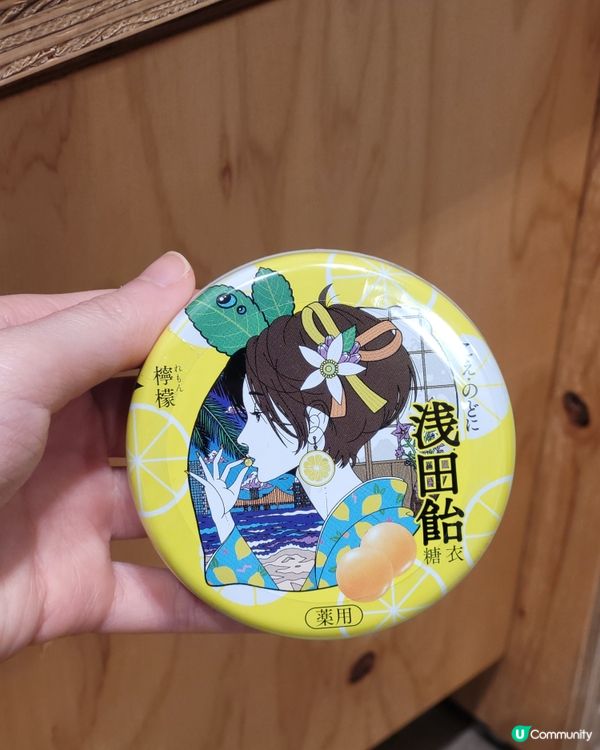 檸檬
れもん
こえ・のどに
浅田飴
糖衣
薬用
U Community